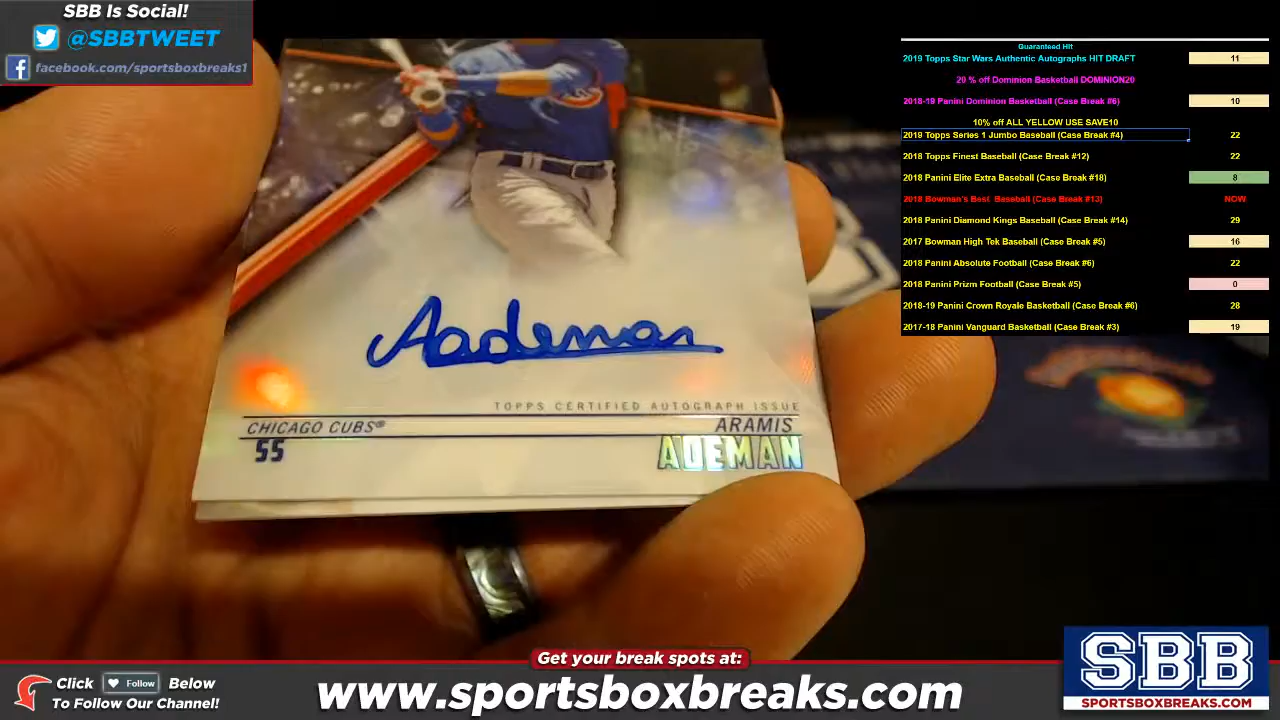 SBB Is Social!
@SBBTWEET
facebook.com/sportsboxbreaks1
Guaranteed Hit
2019 Topps Star Wars Authentic Autographs HIT DRAFT 11
20 % off Dominion Basketball DOMINION20
2018-19 Panini Dominion Basketball (Case Break #6) 10
10% off ALL YELLOW USE SAVE10
2019 Topps Series 1 Jumbo Baseball (Case Break #4) 22
2018 Topps Finest Baseball (Case Break #12) 22
2018 Panini Elite Extra Baseball (Case Break #18) 8
2018 Bowman's Best Baseball (Case Break #13) NOW
2018 Panini Diamond Kings Baseball (Case Break #14) 29
2017 Bowman High Tek Baseball (Case Break #5) 16
2018 Panini Absolute Football (Case Break #6) 22
2018 Panini Prizm Football (Case Break #5) 0
2018-19 Panini Crown Royale Basketball (Case Break #6) 28
2017-18 Panini Vanguard Basketball (Case Break #3) 19
Aademan
TOPPS CERTIFIED AUTOGRAPH ISSUE
CHICAGO CUBS® ARAMIS
SS ADEMAN
Get your break spots at:
Click Follow Below
To Follow Our Channel!
www.sportsboxbreaks.com
SBB
SPORTSBOXBREAKS.COM